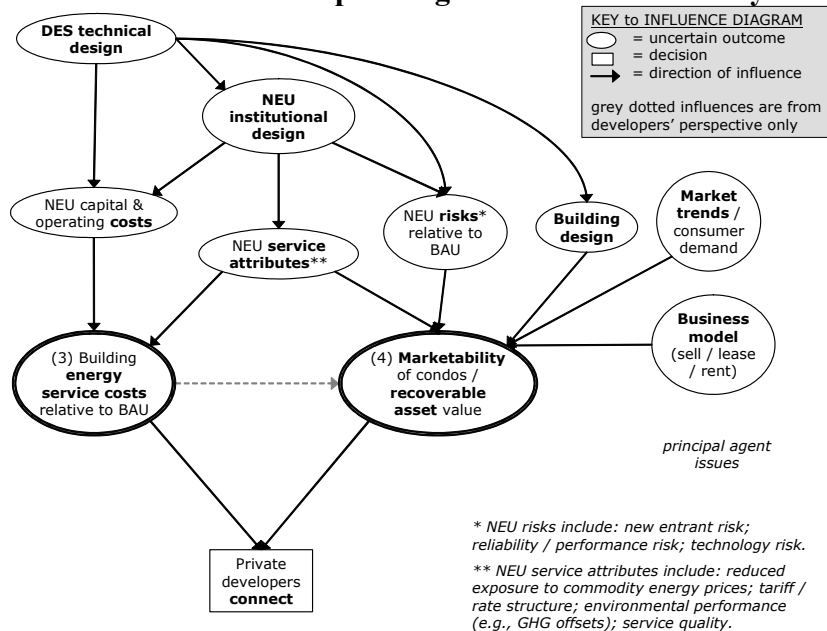 DES technical
design
KEY to INFLUENCE DIAGRAM
= uncertain outcome
= decision
= direction of influence
grey dotted influences are from
developers' perspective only
NEU
institutional
design
NEU capital &
operating costs
NEU service
attributes**
NEU risks*
relative to
BAU
Building
design
Market
trends /
consumer
demand
(3) Building
energy
service costs
relative to BAU
(4) Marketability
of condos /
recoverable
asset value
Business
model
(sell / lease
/ rent)
principal agent
issues
Private
developers
connect
* NEU risks include: new entrant risk;
reliability / performance risk; technology risk.
** NEU service attributes include: reduced
exposure to commodity energy prices; tariff /
rate structure; environmental performance
(e.g., GHG offsets); service quality.